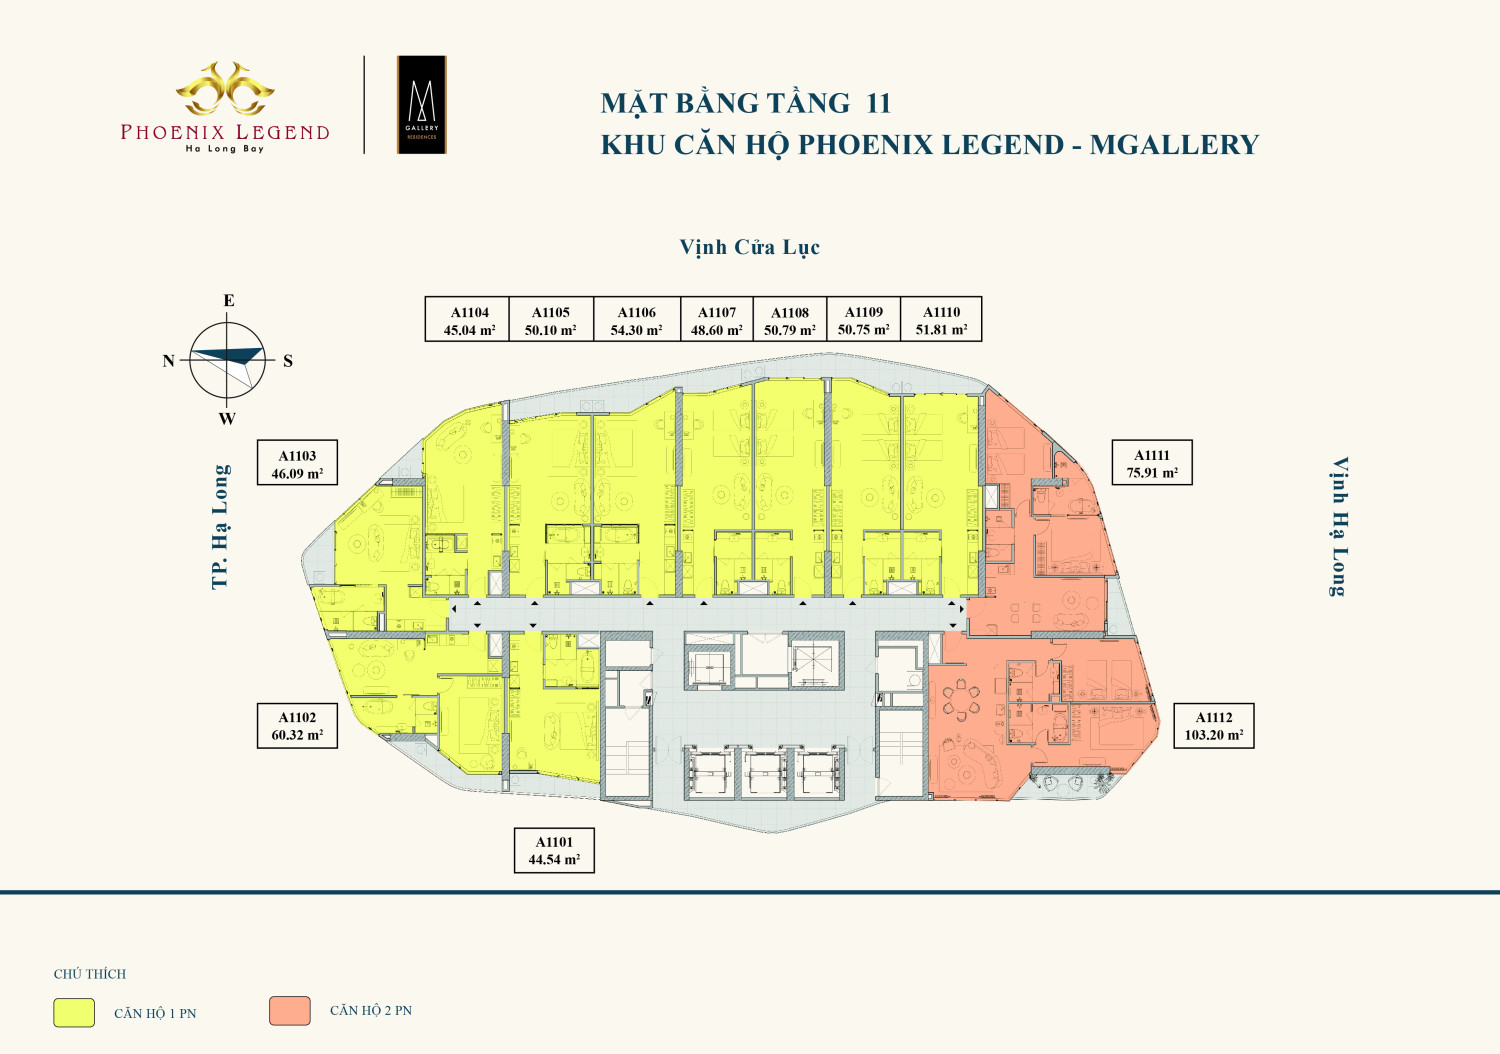 PHOENIX LEGEND
Ha Long Bay
M
GALLERY
RESIDENCES
MẶT BẰNG TẦNG 11
KHU CĂN HỘ PHOENIX LEGEND - MGALLERY
Vịnh Cửa Lục
E
N
S
W
A1104
45.04 m²
A1105
50.10 m²
A1106
54.30 m²
A1107
48.60 m²
A1108
50.79 m²
A1109
50.75 m²
A1110
51.81 m²
A1103
46.09 m²
A1111
75.91 m²
TP. Hạ Long
Vịnh Hạ Long
A1102
60.32 m²
A1112
103.20 m²
A1101
44.54 m²
CHÚ THÍCH
CĂN HỘ 1 PN
CĂN HỘ 2 PN